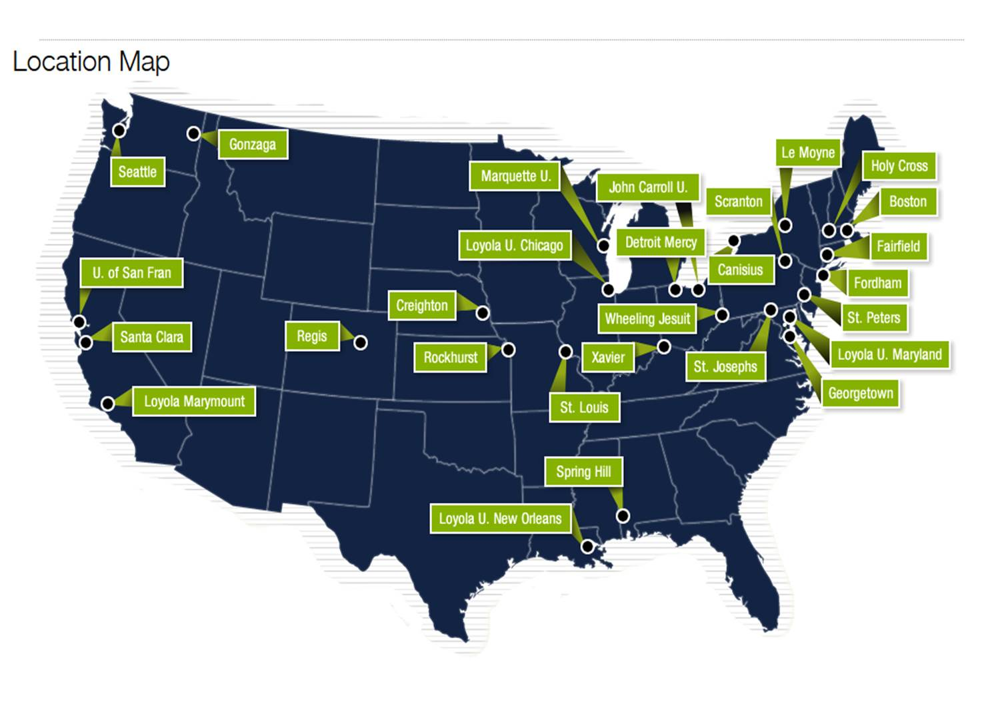 Location Map
Gonzaga
Seattle
Le Moyne
Holy Cross
Marquette U.
John Carroll U.
Scranton
Boston
Loyola U. Chicago
Detroit Mercy
Fairfield
U. of San Fran
Canisius
Fordham
Creighton
Wheeling Jesuit
St. Peters
Santa Clara
Regis
Rockhurst
Xavier
St. Josephs
Loyola U. Maryland
Georgetown
Loyola Marymount
St. Louis
Spring Hill
Loyola U. New Orleans